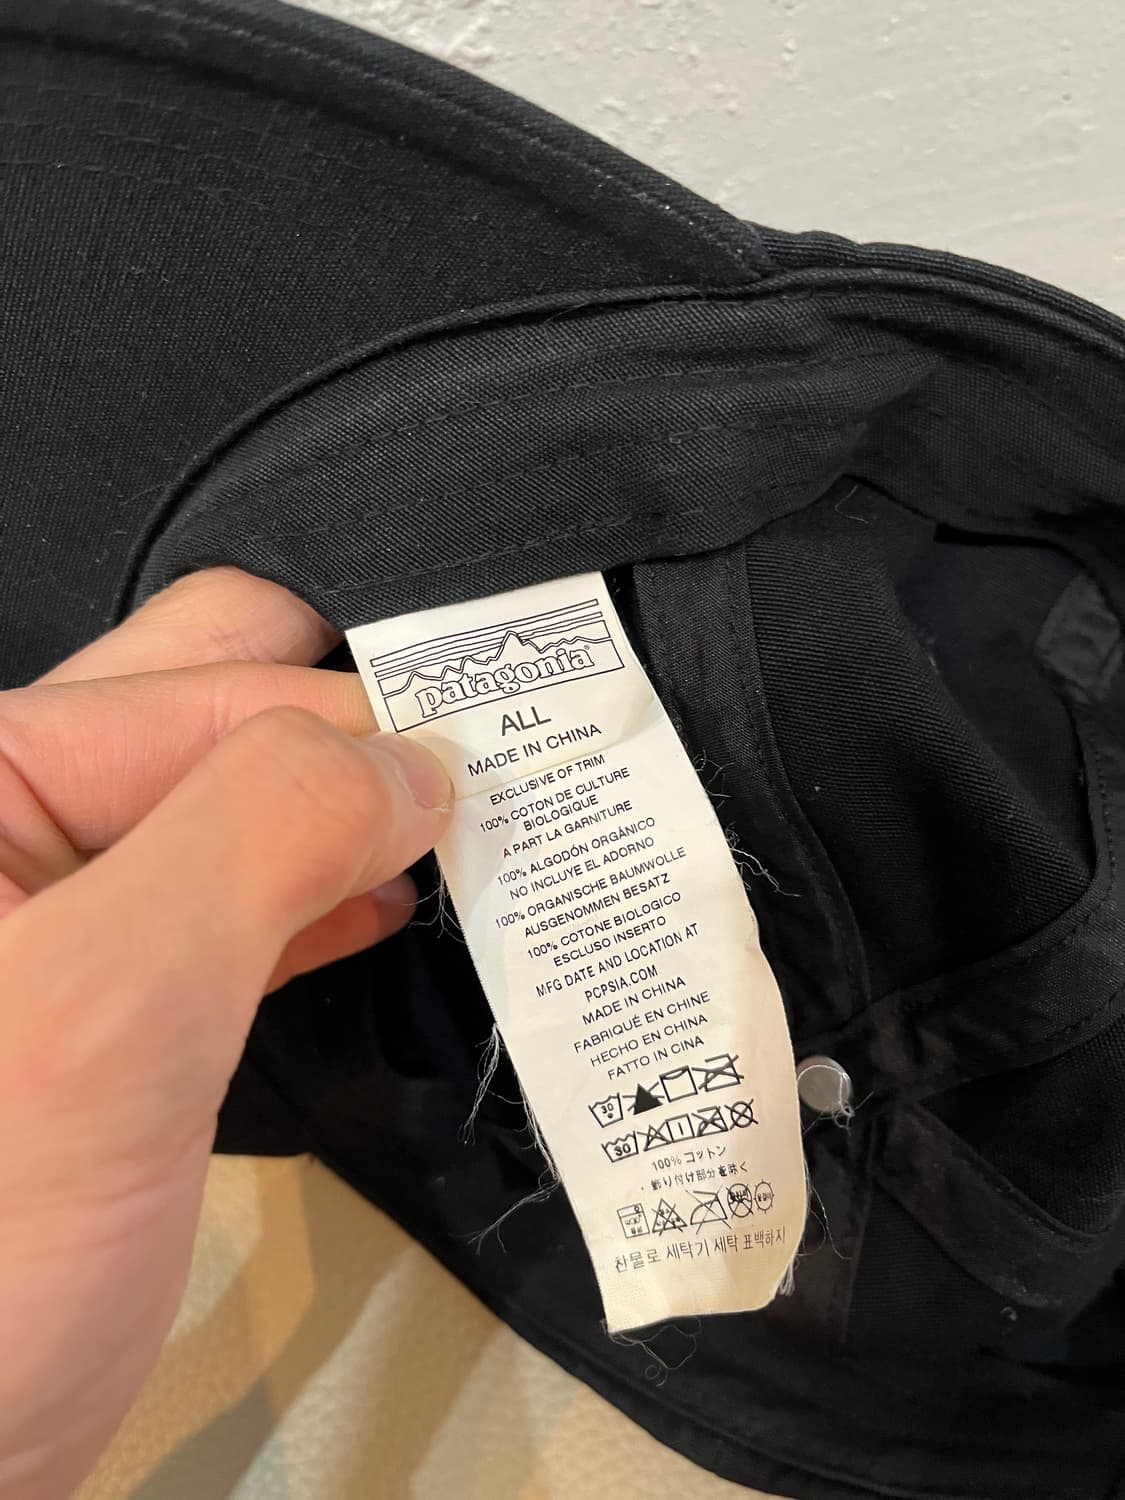 patagonia®
ALL
MADE IN CHINA
EXCLUSIVE OF TRIM
100% COTON DE CULTURE
BIOLOGIQUE
A PART LA GARNITURE
100% ALGODÓN ORGÁNICO
NO INCLUYE EL ADORNO
100% ORGANISCHE BAUMWOLLE
AUSGENOMMEN BESATZ
100% COTONE BIOLOGICO
ESCLUSO INSERTO
MFG DATE AND LOCATION AT
PCPSIA.COM
MADE IN CHINA
FABRIQUÉ EN CHINE
HECHO EN CHINA
FATTO IN CINA
30
30
100% コットン
飾り付け部分を除く
찬물로 세탁기 세탁 표백하지